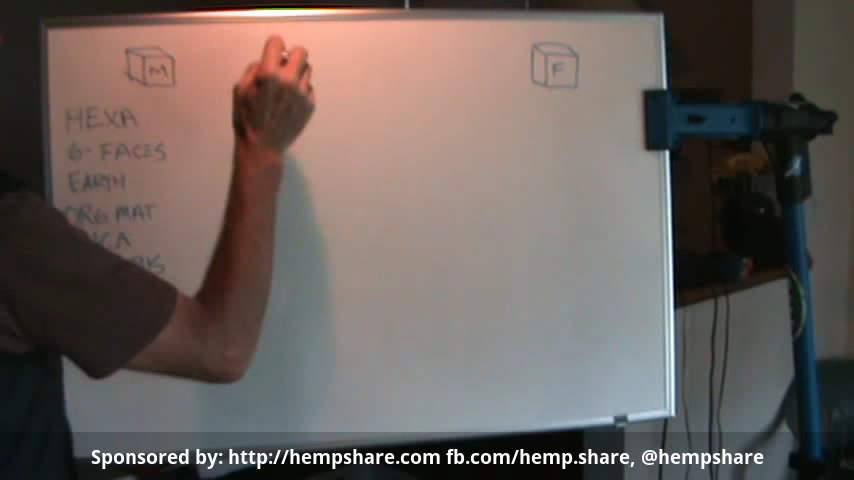 M
F
HEXA
6-FACES
EARTH
ORG MAT
Sponsored by: http://hempshare.com fb.com/hemp.share, @hempshare